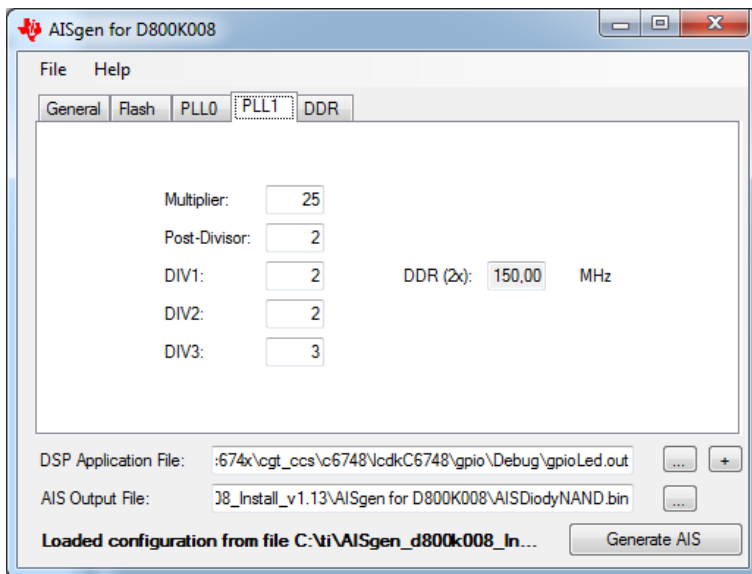 AISgen for D800K008
File Help
General Flash PLL0 PLL1 DDR
Multiplier: 25
Post-Divisor: 2
DIV1: 2 DDR (2x): 150,00 MHz
DIV2: 2
DIV3: 3
DSP Application File: :674x\cgt_ccs\c6748\lcdkC6748\gpio\Debug\gpioLed.out ... +
AIS Output File: 08_Install_v1.13\AISgen for D800K008\AISDiodyNAND.bin ...
Loaded configuration from file C:\ti\AISgen_d800k008_In... Generate AIS